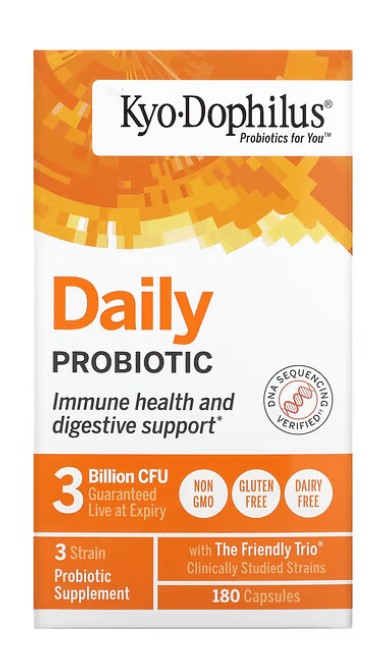 Kyo·Dophilus®
Probiotics for You™
Daily
PROBIOTIC
Immune health and
digestive support*
DNA SEQUENCING
VERIFIED††
3 Billion CFU
Guaranteed
Live at Expiry
NON
GMO
GLUTEN
FREE
DAIRY
FREE
3 Strain
Probiotic
Supplement
with The Friendly Trio®
Clinically Studied Strains
180 Capsules